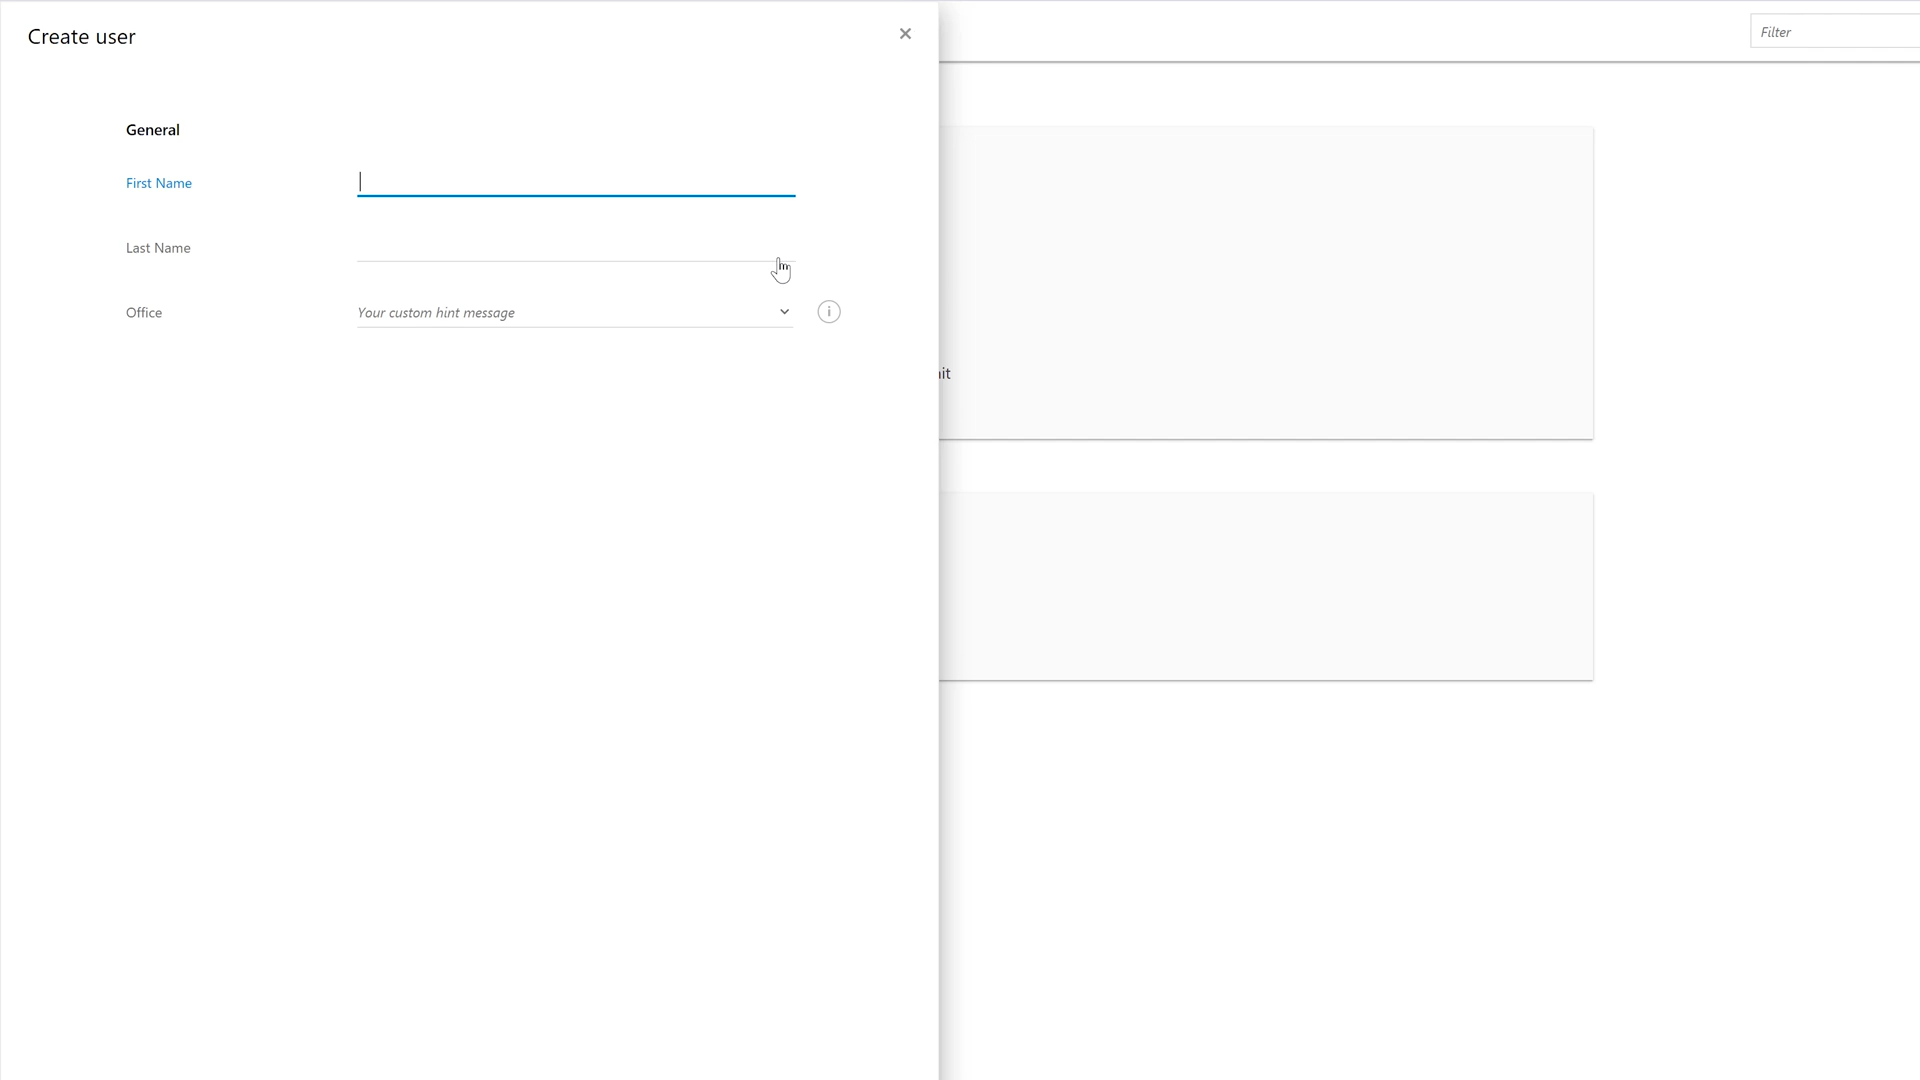 Create user
Filter
General
First Name
Last Name
Office
Your custom hint message